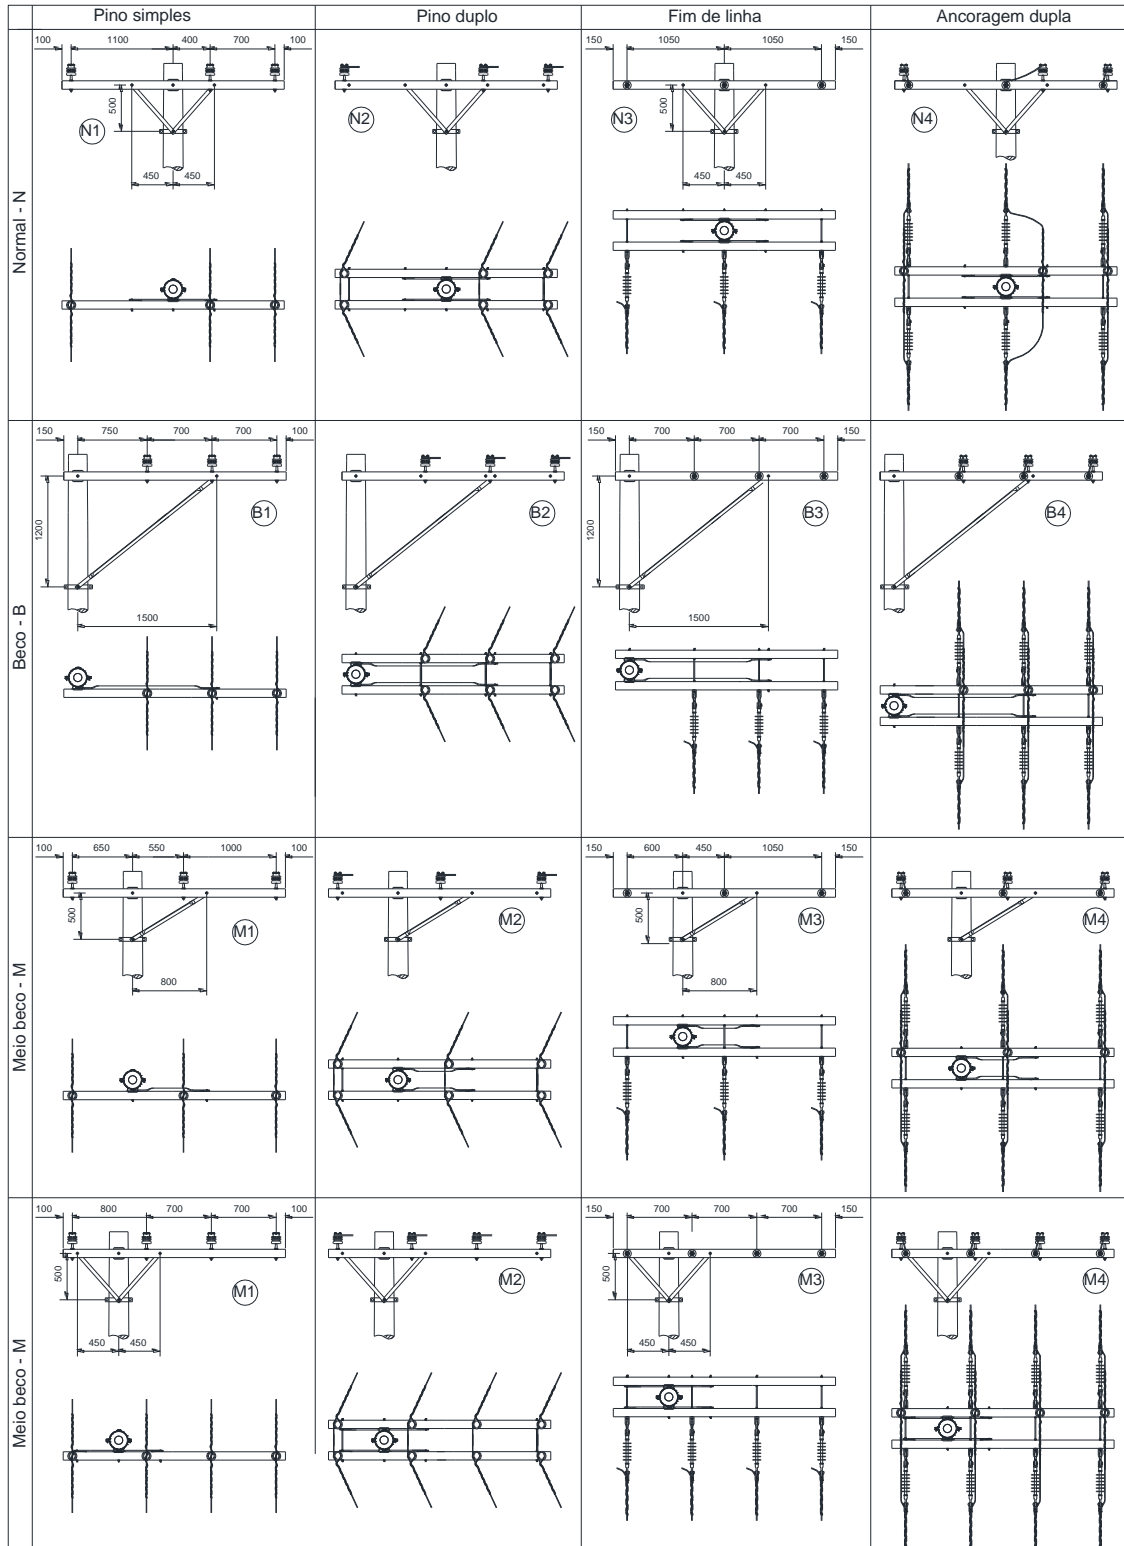 Pino simples
Pino duplo
Fim de linha
Ancoragem dupla
Normal - N
100 1100 400 700 100
500
N1
450 450
N2
150 1050 1050 150
500
N3
450 450
N4
Beco - B
150 750 700 700 100
1200
B1
1500
B2
150 700 700 700 150
1200
B3
1500
B4
Meio beco - M
100 650 550 1000 100
500
M1
800
M2
150 600 450 1050 150
500
M3
800
M4
Meio beco - M
100 800 700 700 100
500
M1
450 450
M2
150 700 700 700 150
500
M3
450 450
M4